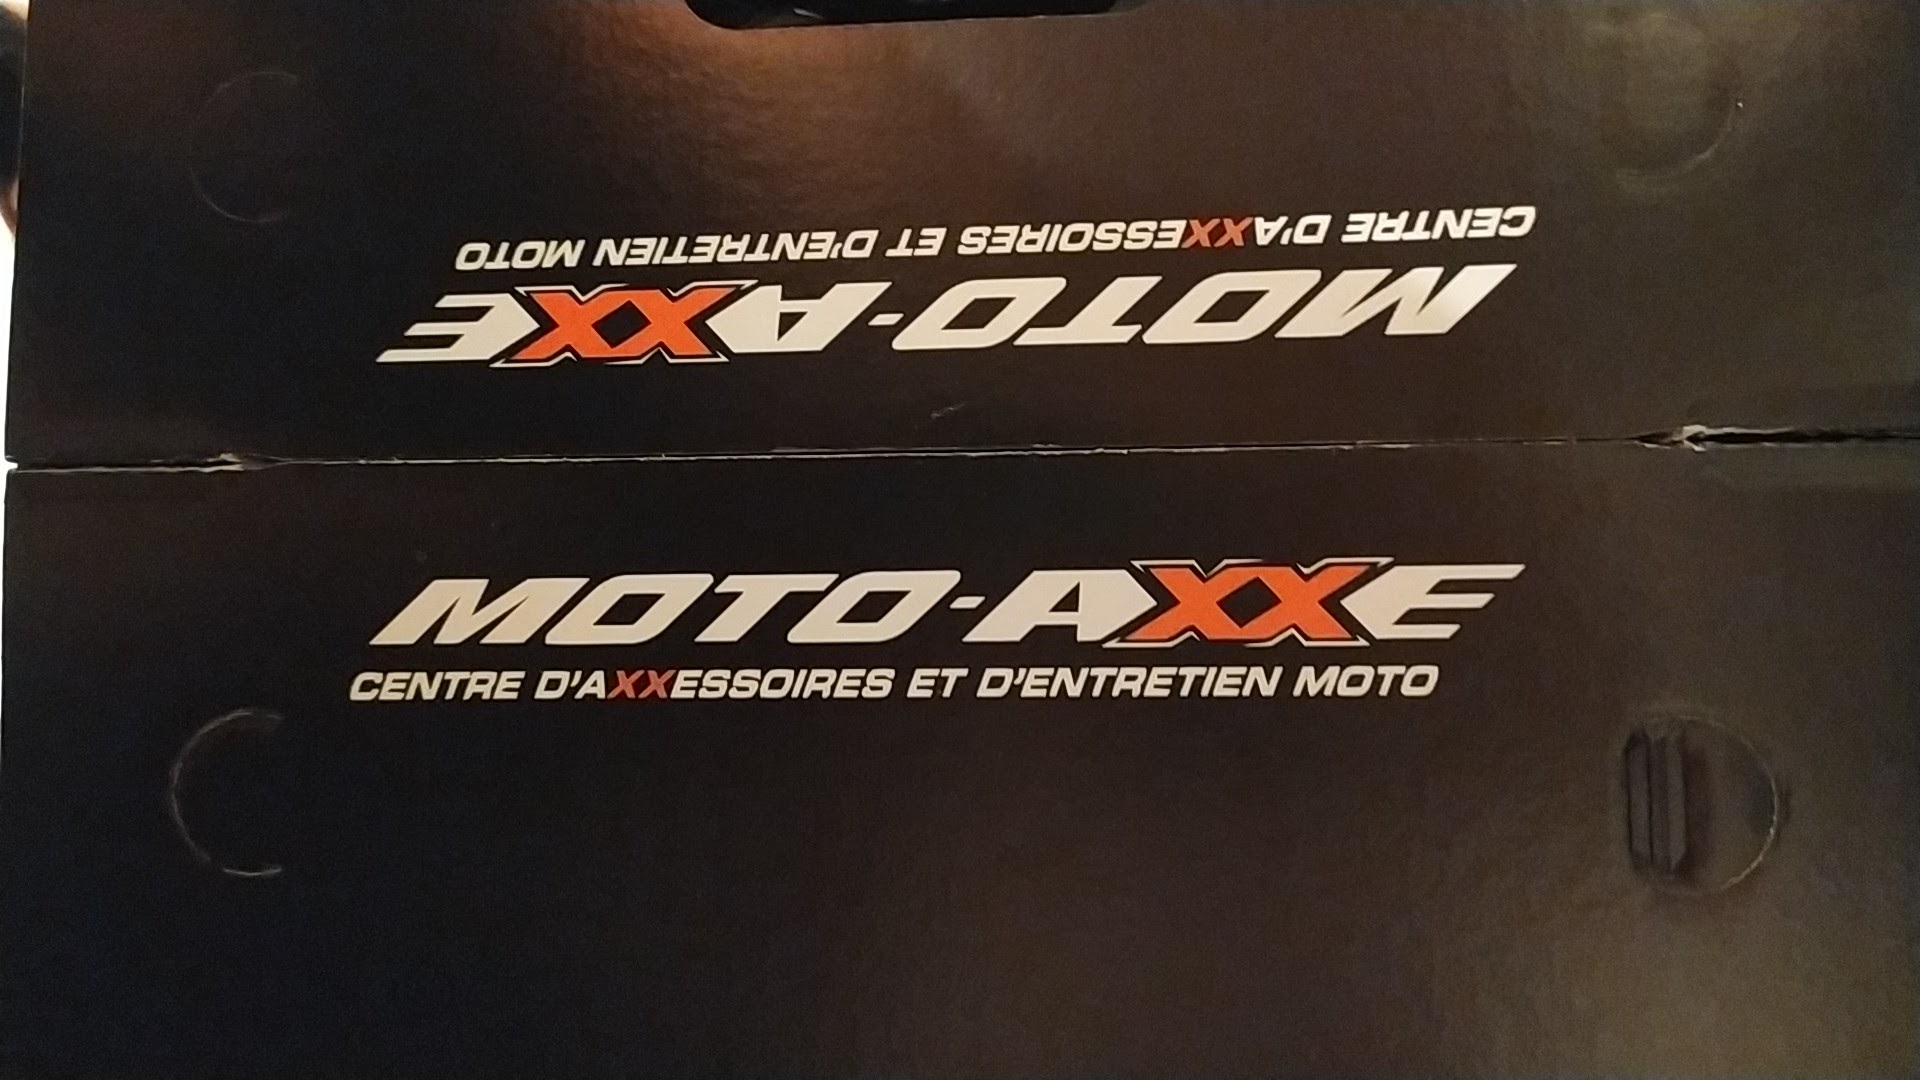 CENTRE D'AXXESSOIRES ET D'ENTRETIEN MOTO
MOTO-AXXE
MOTO-AXXE
CENTRE D'AXXESSOIRES ET D'ENTRETIEN MOTO